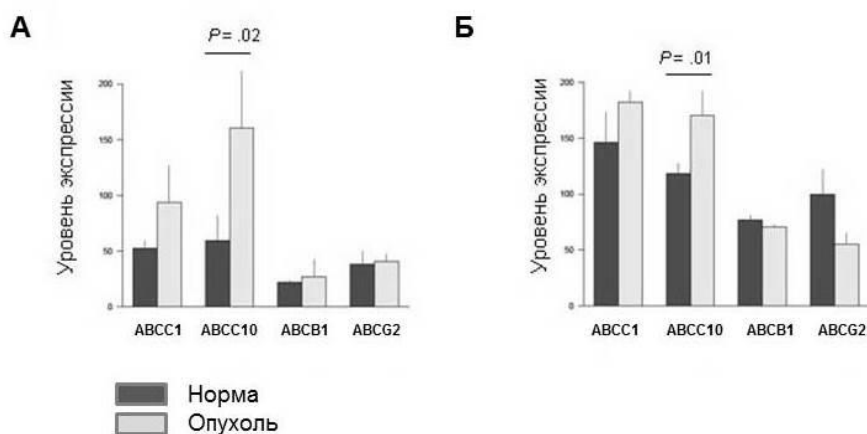 А
P= .02
Уровень экспрессии
200
150
100
50
0
ABCC1
ABCC10
ABCB1
ABCG2
Б
P= .01
Уровень экспрессии
200
150
100
50
0
ABCC1
ABCC10
ABCB1
ABCG2
Норма
Опухоль